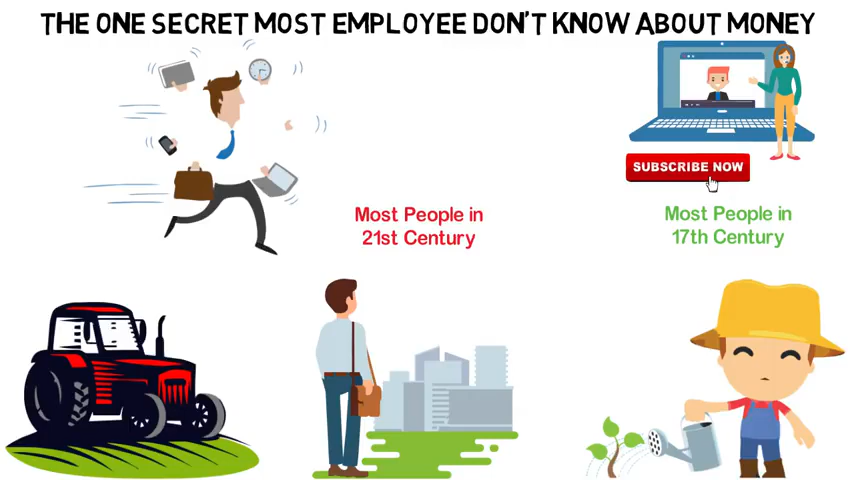 THE ONE SECRET MOST EMPLOYEE DON'T KNOW ABOUT MONEY
SUBSCRIBE NOW
Most People in
21st Century
Most People in
17th Century